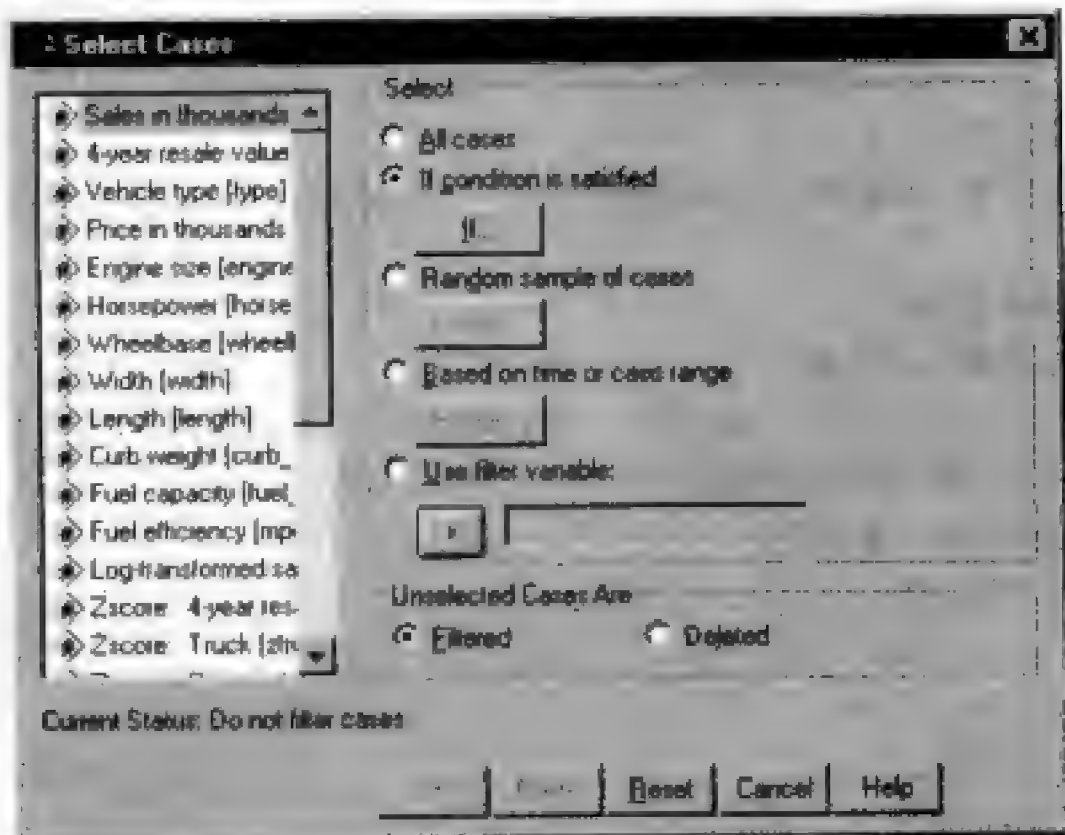 Select Cases
Sales in thousands
4-year resale value
Vehicle type [type]
Price in thousands
Engine size [engine
Horsepower [horse
Wheelbase [wheelb
Width [width]
Length [length]
Curb weight [curb_
Fuel capacity [fuel_
Fuel efficiency [mp
Log-transformed sa
Zscore: 4-year res
Zscore: Truck [ztru
Select
All cases
If condition is satisfied
If...
Random sample of cases
Based on time or case range
Use filter variable:
Unselected Cases Are
Filtered
Deleted
Current Status: Do not filter cases
Reset
Cancel
Help